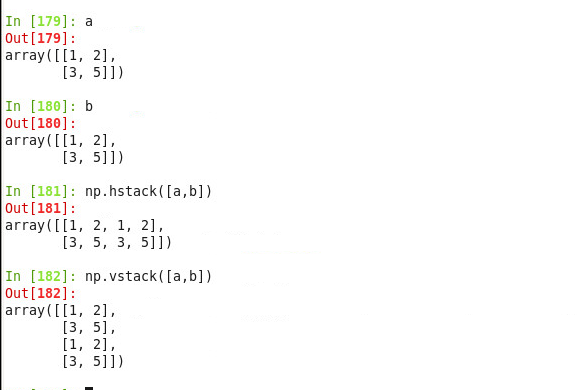 In [179]: a
Out[179]:
array([[1, 2],
       [3, 5]])
In [180]: b
Out[180]:
array([[1, 2],
       [3, 5]])
In [181]: np.hstack([a,b])
Out[181]:
array([[1, 2, 1, 2],
       [3, 5, 3, 5]])
In [182]: np.vstack([a,b])
Out[182]:
array([[1, 2],
       [3, 5],
       [1, 2],
       [3, 5]])